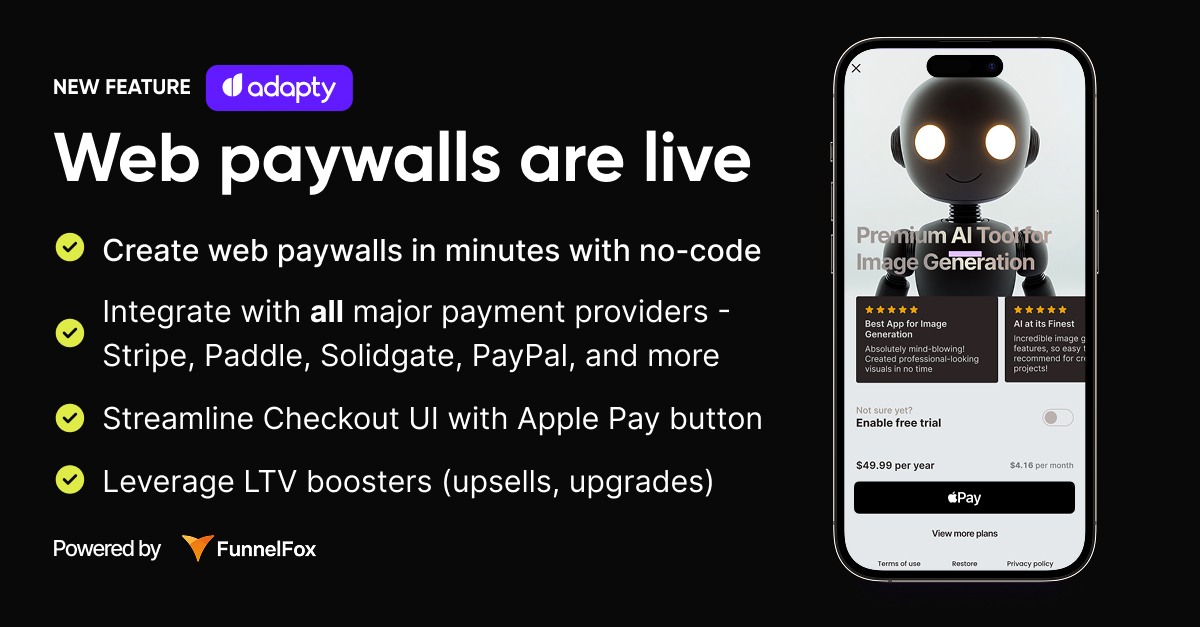 NEW FEATURE adapty
Web paywalls are live
Create web paywalls in minutes with no-code
Integrate with all major payment providers -
Stripe, Paddle, Solidgate, PayPal, and more
Streamline Checkout UI with Apple Pay button
Leverage LTV boosters (upsells, upgrades)
Powered by FunnelFox
Premium AI Tool for
Image Generation
Best App for Image
Generation
Absolutely mind-blowing!
Created professional-looking
visuals in no time
AI at its Finest
Incredible image g
features, so easy t
recommend for cr
projects!
Not sure yet?
Enable free trial
$49.99 per year
$4.16 per month
Pay
View more plans
Terms of use
Restore
Privacy policy